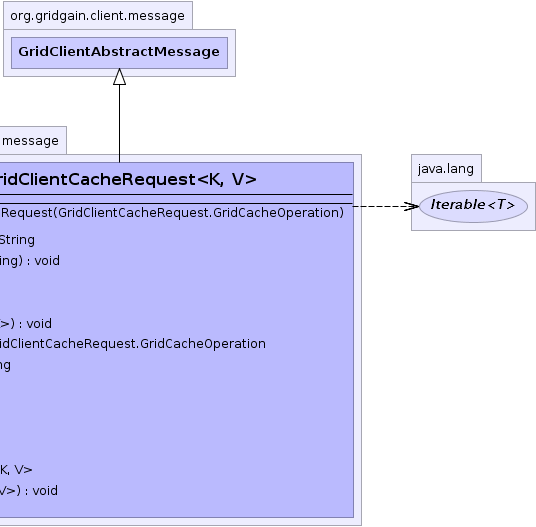 org.gridgain.client.message
GridClientAbstractMessage
message
ridClientCacheRequest<K, V>
Request(GridClientCacheRequest.GridCacheOperation)
String
ing) : void
V>) : void
idClientCacheRequest.GridCacheOperation
ng
K, V>
V>) : void
java.lang
Iterable<T>